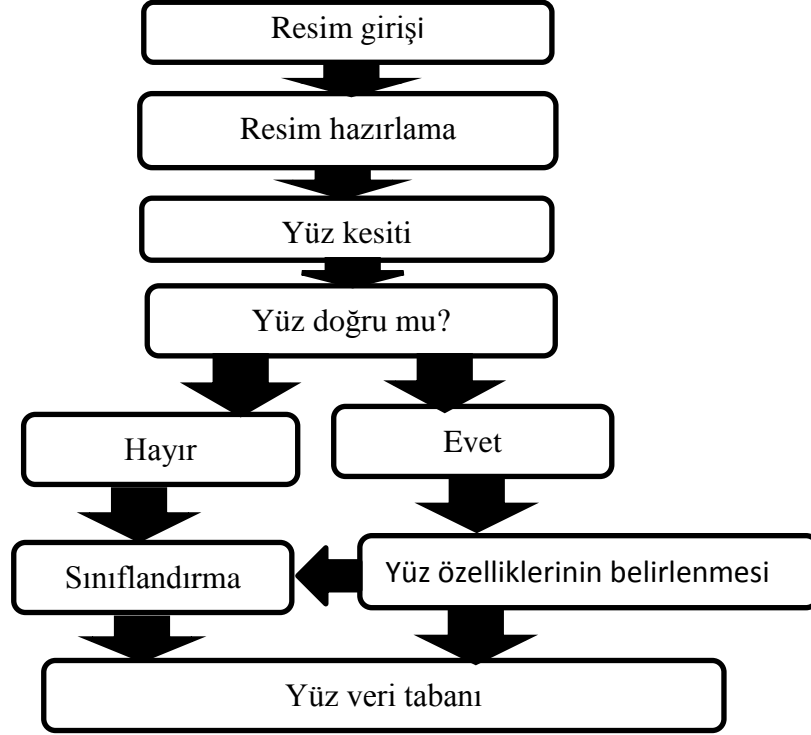 Resim girişi
Resim hazırlama
Yüz kesiti
Yüz doğru mu?
Hayır
Evet
Sınıflandırma
Yüz özelliklerinin belirlenmesi
Yüz veri tabanı